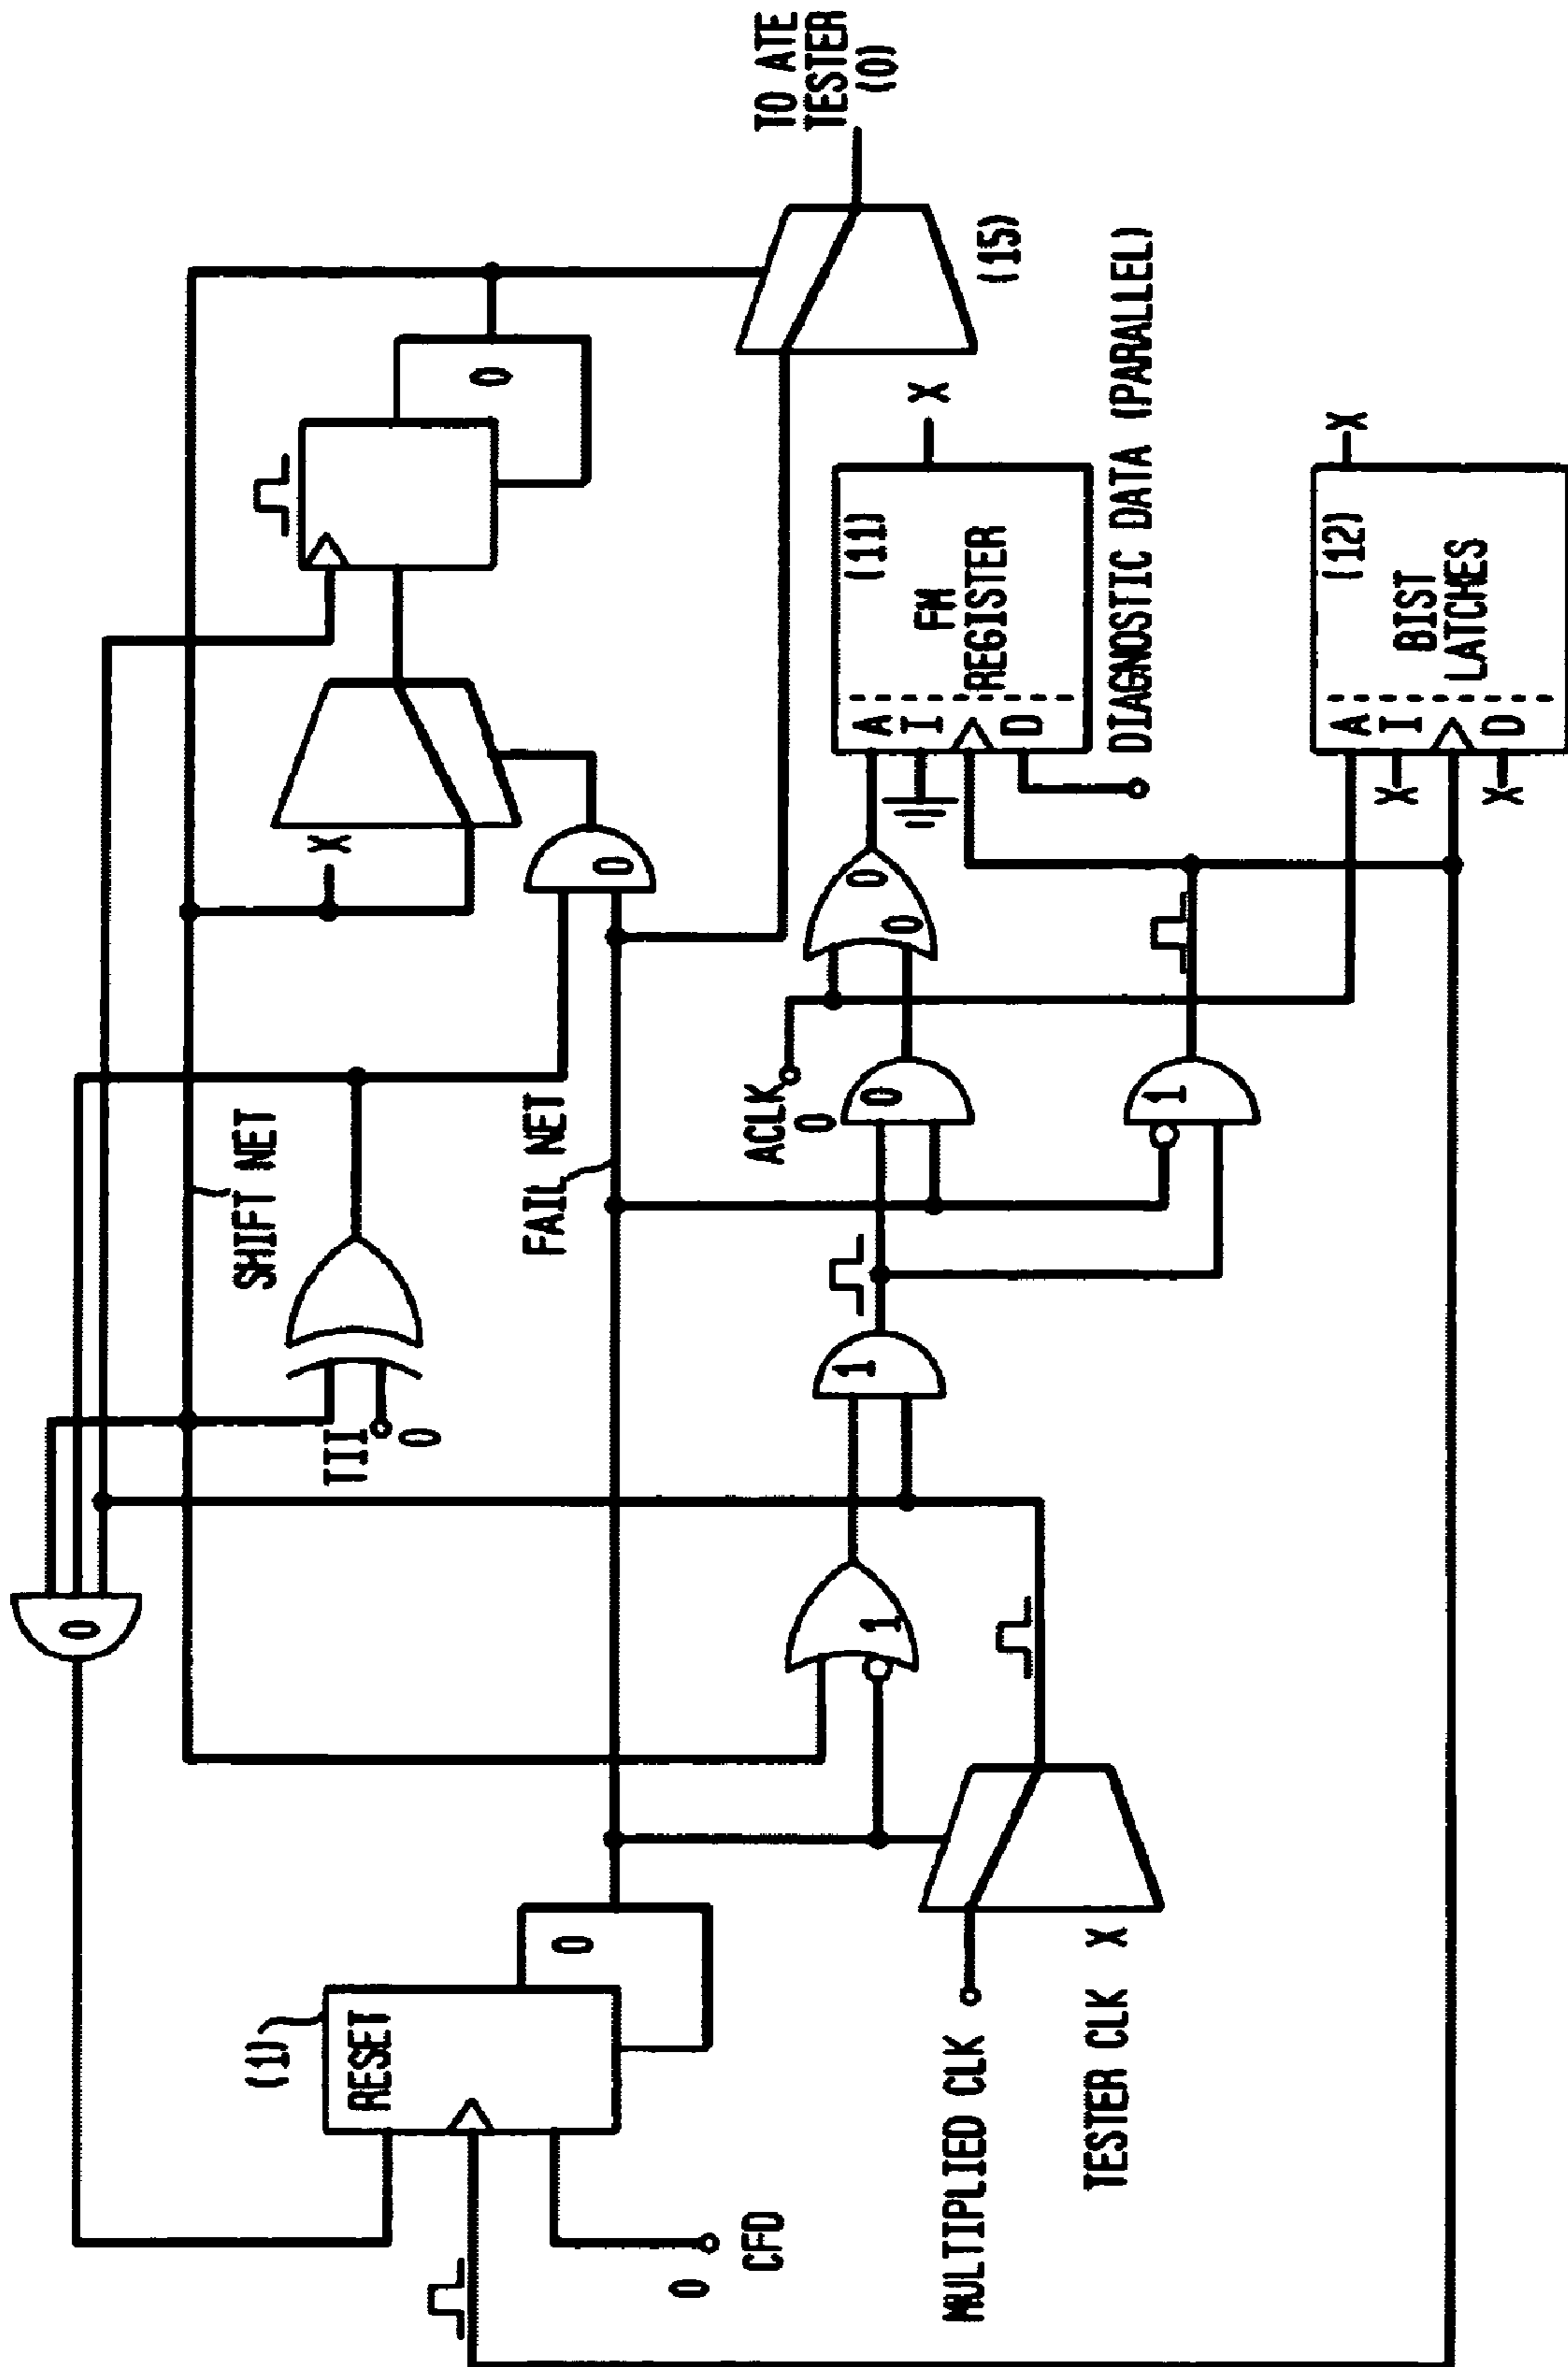 (1)
RESET
0
0
CFD
MULTIPLIED CLK
TESTER CLK X
0
1
TII
0
SHIFT NET
FAIL NET
1
ACLK
0
0
1
0
0
0
X
0
TO ATE
TESTER
(0)
(15)
A
I
D
FM
REGISTER
(11)
X
DIAGNOSTIC DATA (PARALLEL)
A
I
D
X
X
BIST
LATCHES
(12)
X